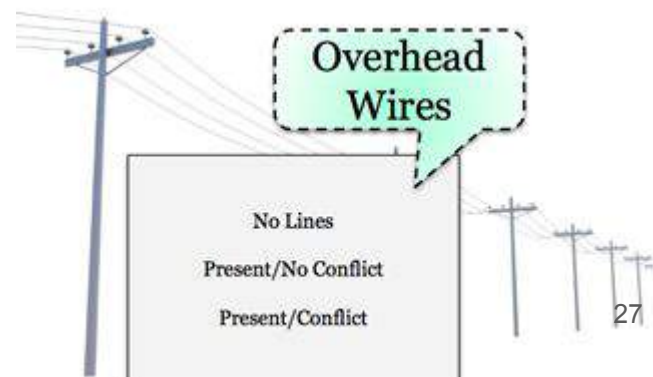 Overhead
Wires
No Lines
Present/No Conflict
Present/Conflict
27